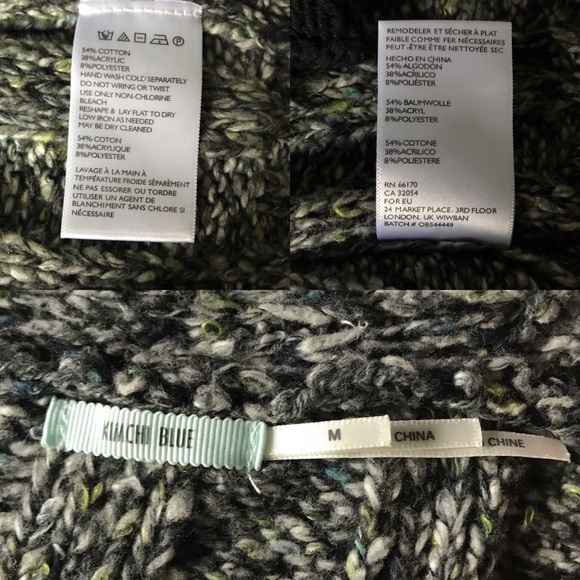 54% COTTON
38%ACRYLIC
8%POLYESTER
HAND WASH COLD SEPARATELY
DO NOT WRING OR TWIST
USE ONLY NON-CHLORINE
BLEACH
RESHAPE & LAY FLAT TO DRY
LOW IRON AS NEEDED
MAY BE DRY CLEANED
54% COTON
38%ACRYLIQUE
8%POLYESTER
LAVAGE À LA MAIN À
TEMPÉRATURE FROIDE SÉPARÉMENT
NE PAS ESSORER OU TORDRE
UTILISER UN AGENT DE
BLANCHIMENT SANS CHLORE SI
NÉCESSAIRE
REMODELER ET SÉCHER À PLAT
FAIBLE COMME FER NÉCESSAIRES
PEUT-ÊTRE ÊTRE NETTOYÉE SEC
HECHO EN CHINA
54% ALGODÓN
38%ACRÍLICO
8%POLIÉSTER
54% BAUMWOLLE
38%ACRYL
8%POLYESTER
54% COTONE
38%ACRILICO
8%POLIESTERE
RN 66170
CA 32054
FOR EU
24 MARKET PLACE. 3RD FLOOR
LONDON, UK WIW8AN
BATCH # OB544449
KIMCHI BLUE
M
CHINA
CHINE